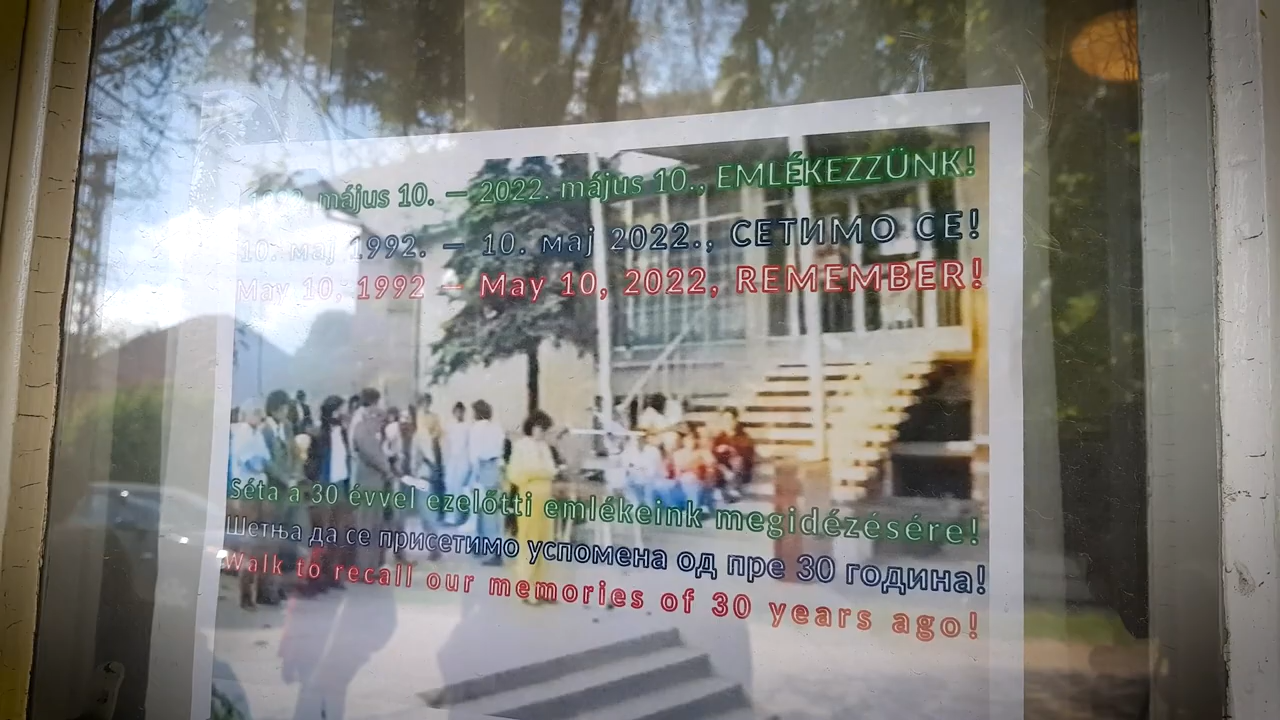 1992. május 10. – 2022. május 10., EMLÉKEZZÜNK!
10. мај 1992. – 10. мај 2022., СЕТИМО СЕ!
May 10, 1992 – May 10, 2022, REMEMBER!
Séta a 30 évvel ezelőtti emlékeink megidézésére!
Шетња да се присетимо успомена од пре 30 година!
Walk to recall our memories of 30 years ago!